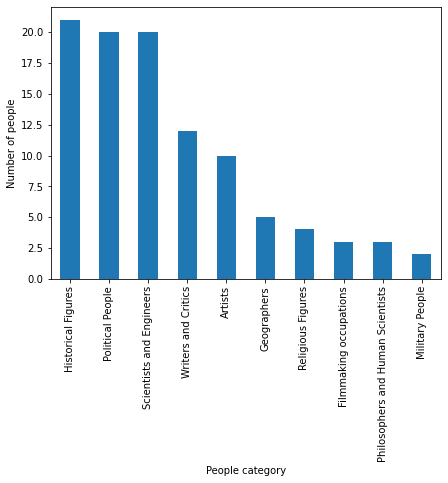 Number of people
20.0
17.5
15.0
12.5
10.0
7.5
5.0
2.5
0.0
Historical Figures
Political People
Scientists and Engineers
Writers and Critics
Artists
Geographers
Religious Figures
Filmmaking occupations
Philosophers and Human Scientists
Military People
People category